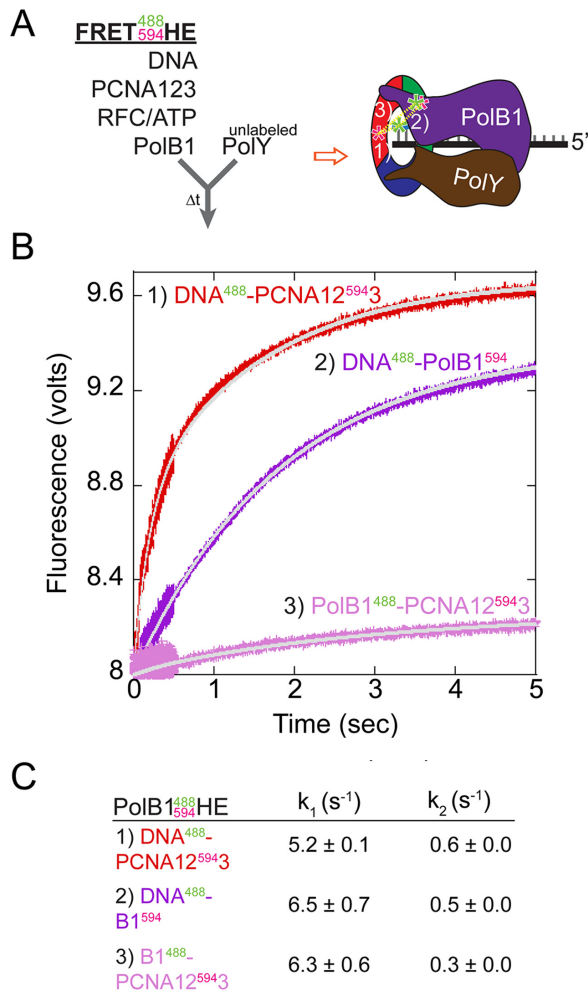 A
FRET488/594HE
DNA
PCNA123
RFC/ATP
PolB1 PolY unlabeled
Δt
3)
2)
1)
PolB1
PolY
5'
B
Fluorescence (volts)
9.6
9.2
8.8
8.4
8
1) DNA488-PCNA125943
2) DNA488-PolB1594
3) PolB1488-PCNA125943
0 1 2 3 4 5
Time (sec)
C
PolB1488/594HE k1 (s-1) k2 (s-1)
1) DNA488-
PCNA125943 5.2 ± 0.1 0.6 ± 0.0
2) DNA488-
B1594 6.5 ± 0.7 0.5 ± 0.0
3) B1488-
PCNA125943 6.3 ± 0.6 0.3 ± 0.0